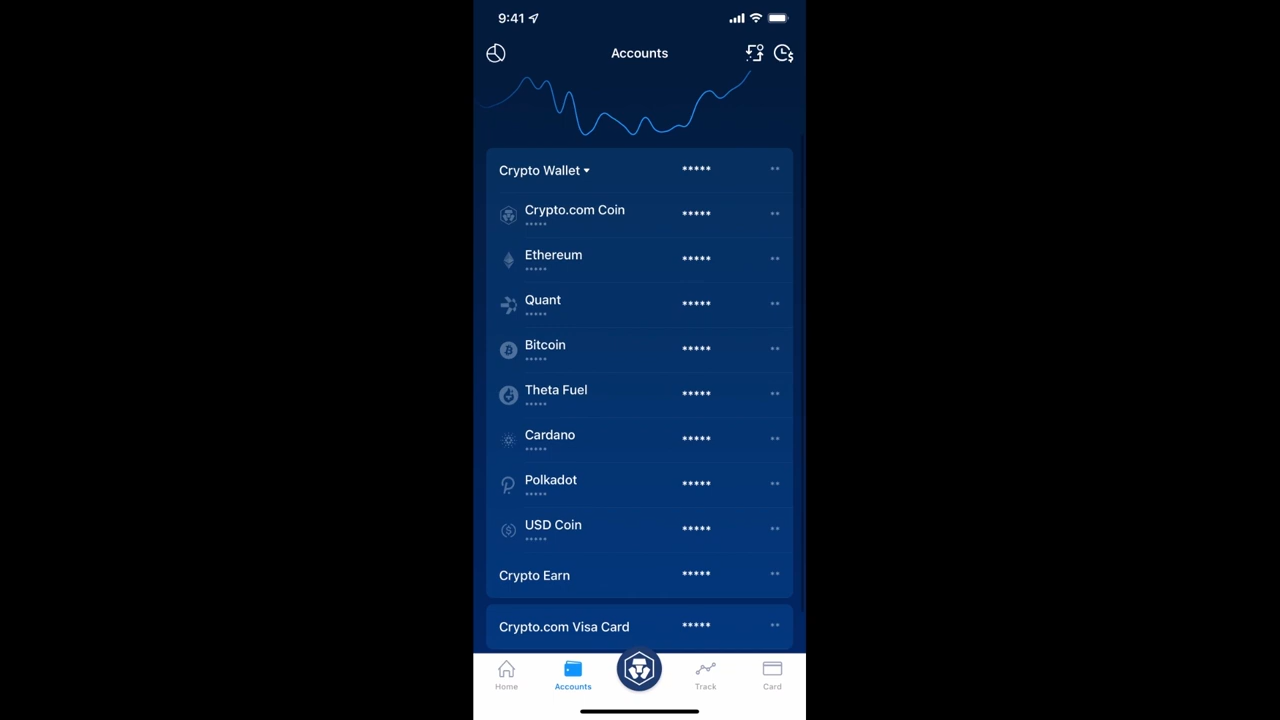 9:41
Accounts
Crypto Wallet ***** **
Crypto.com Coin ***** **
*****
Ethereum ***** **
*****
Quant ***** **
*****
Bitcoin ***** **
*****
Theta Fuel ***** **
*****
Cardano ***** **
*****
Polkadot ***** **
*****
USD Coin ***** **
*****
Crypto Earn ***** **
Crypto.com Visa Card ***** **
Home Accounts Track Card